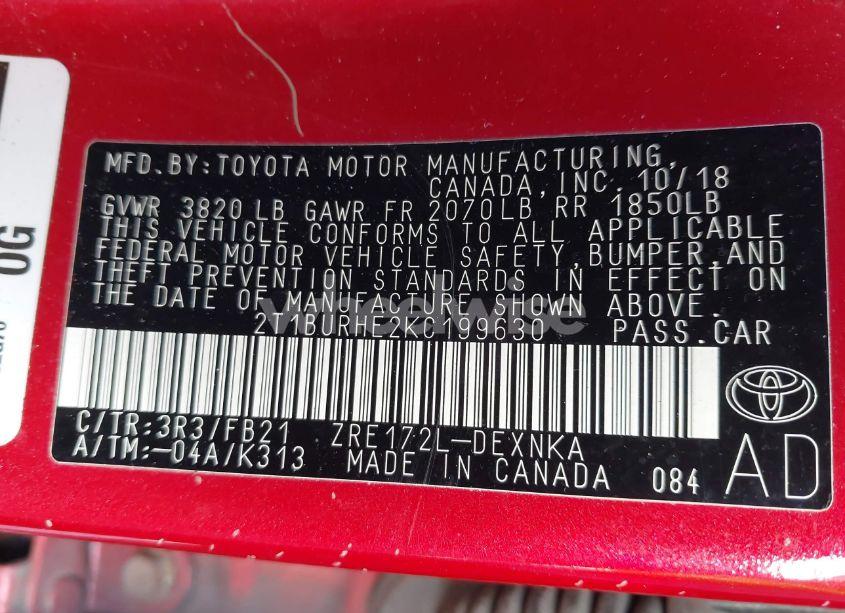 MFD.BY:TOYOTA MOTOR MANUFACTURING,
CANADA,INC.10/18
GVWR 3820 LB GAWR FR 2070LB RR 1850LB
THIS VEHICLE CONFORMS TO ALL APPLICABLE
FEDERAL MOTOR VEHICLE SAFETY,BUMPER,AND
THEFT PREVENTION STANDARDS IN EFFECT ON
THE DATE OF MANUFACTURE SHOWN ABOVE.
PASS.CAR
wheelwise
C/TR:3R3/FB21 ZRE172L-DEXNKA
A/TM:-04A/K313 MADE IN CANADA 084
AD
OG